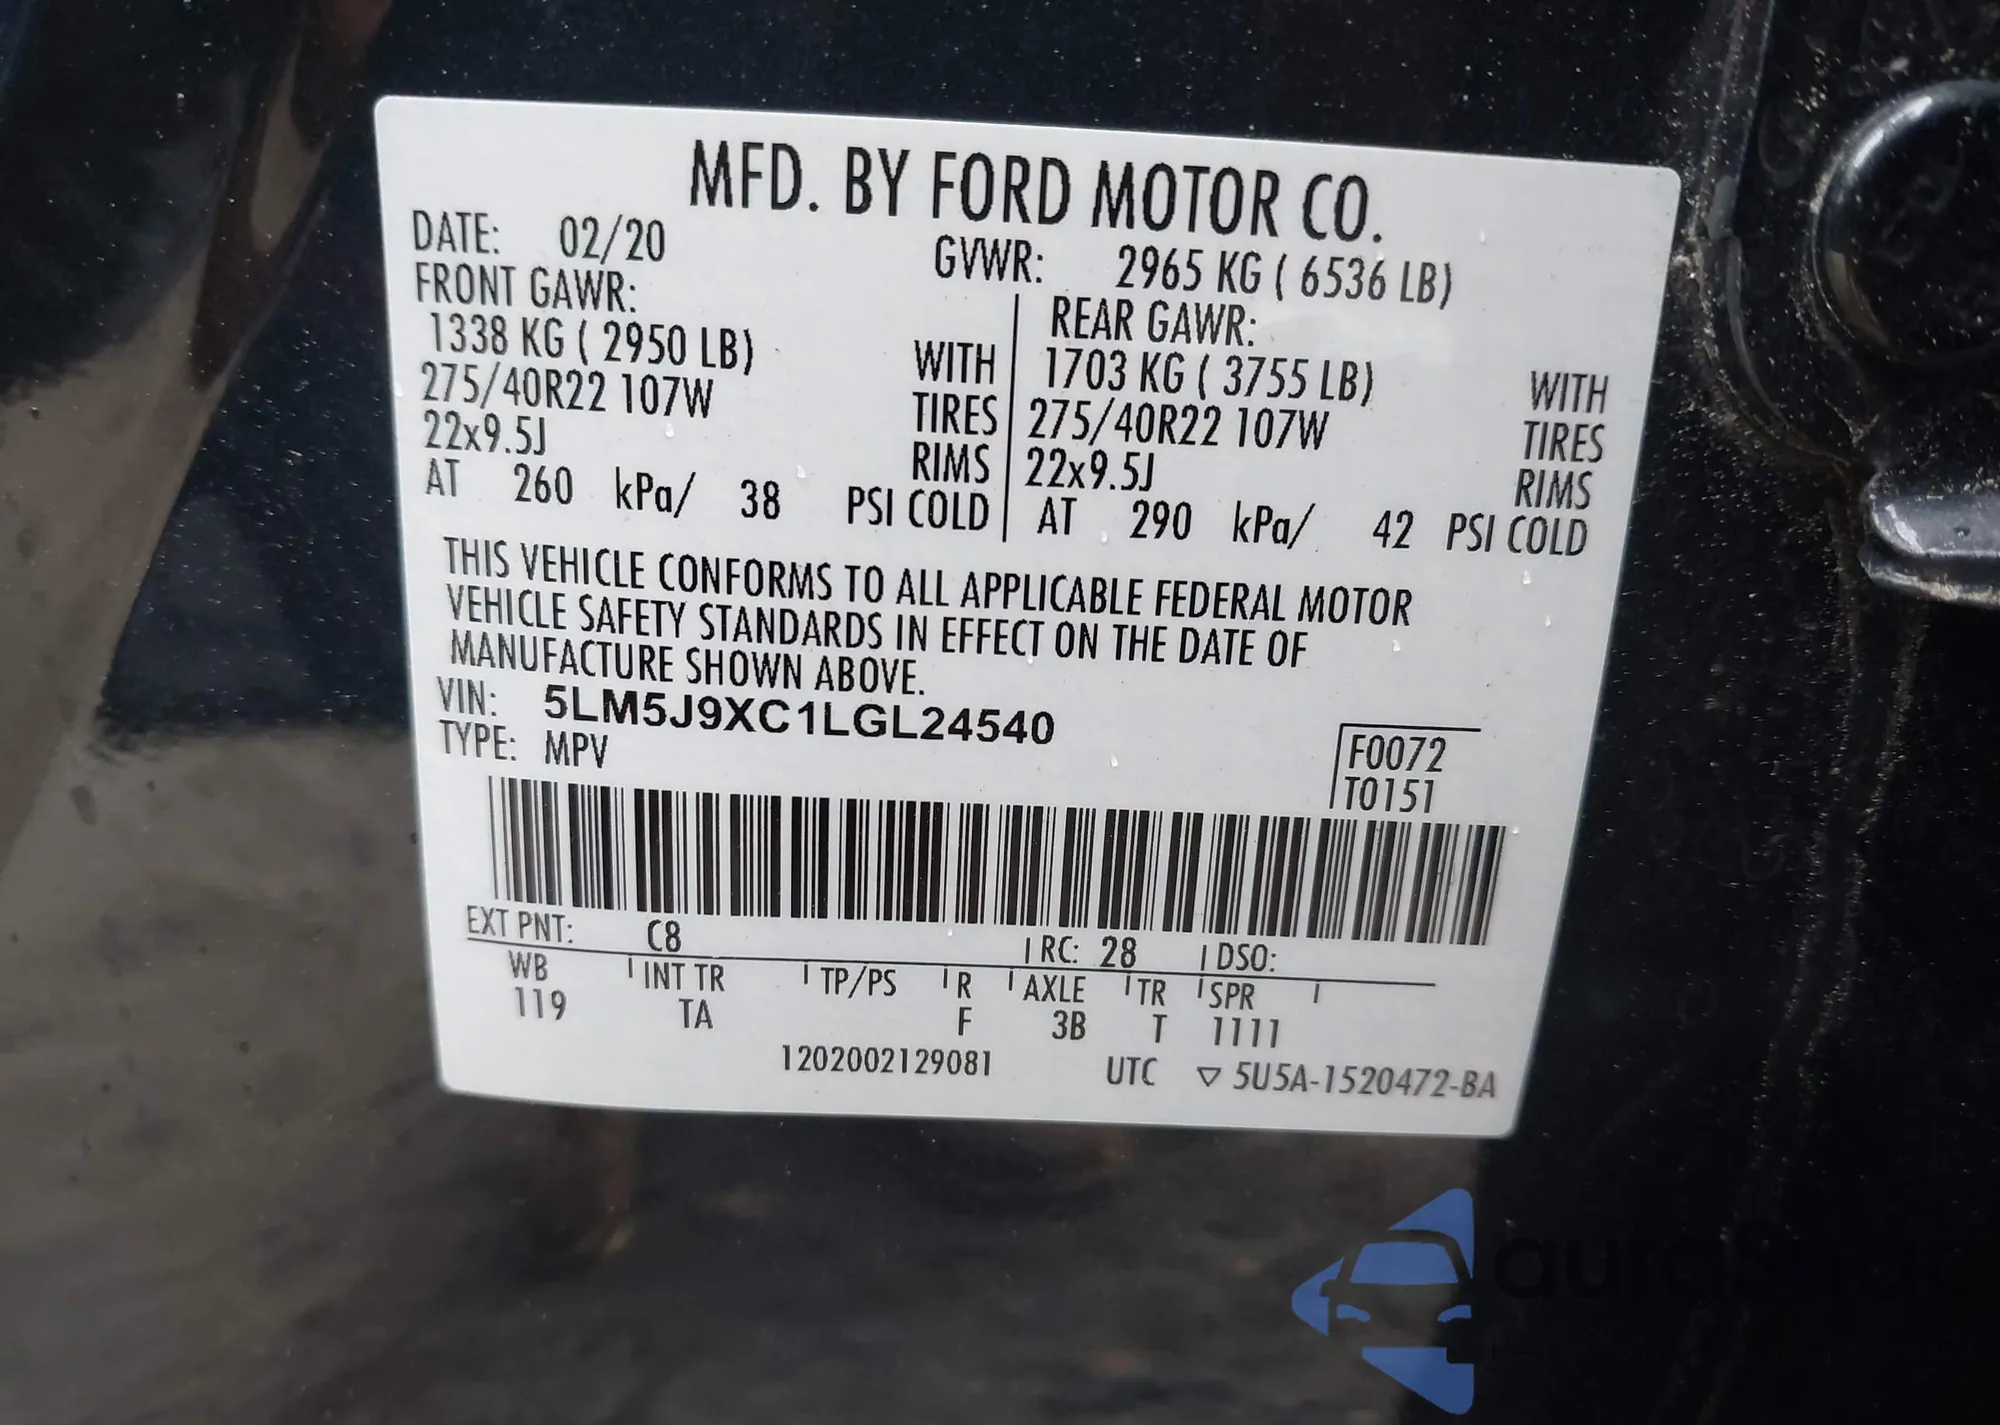 MFD. BY FORD MOTOR CO.
DATE: 02/20 GVWR: 2965 KG ( 6536 LB)
FRONT GAWR: REAR GAWR:
1338 KG ( 2950 LB) WITH 1703 KG ( 3755 LB) WITH
275/40R22 107W TIRES 275/40R22 107W TIRES
22x9.5J RIMS 22x9.5J RIMS
AT 260 kPa/ 38 PSI COLD AT 290 kPa/ 42 PSI COLD
THIS VEHICLE CONFORMS TO ALL APPLICABLE FEDERAL MOTOR
VEHICLE SAFETY STANDARDS IN EFFECT ON THE DATE OF
MANUFACTURE SHOWN ABOVE.
VIN: 5LM5J9XC1LGL24540
TYPE: MPV F0072
T0151
EXT PNT: C8 RC: 28 DSO:
WB INT TR TP/PS R AXLE TR SPR
119 TA F 3B T 1111
1202002129081 UTC ▽ 5U5A-1520472-BA
autoshop